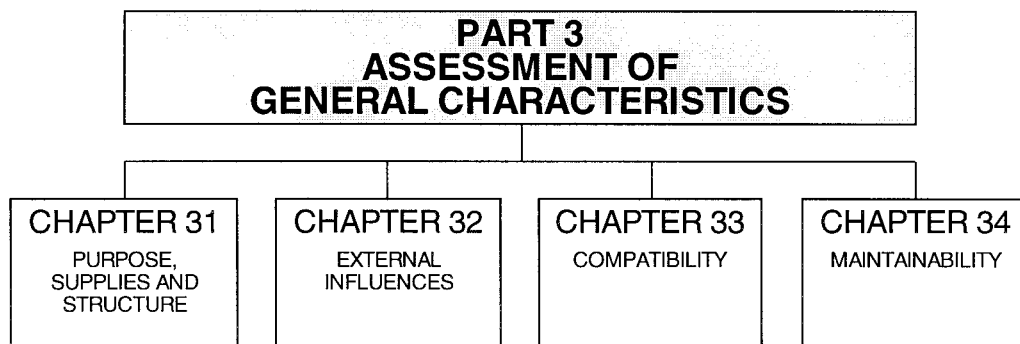 PART 3
ASSESSMENT OF
GENERAL CHARACTERISTICS
CHAPTER 31
PURPOSE,
SUPPLIES AND
STRUCTURE
CHAPTER 32
EXTERNAL
INFLUENCES
CHAPTER 33
COMPATIBILITY
CHAPTER 34
MAINTAINABILITY